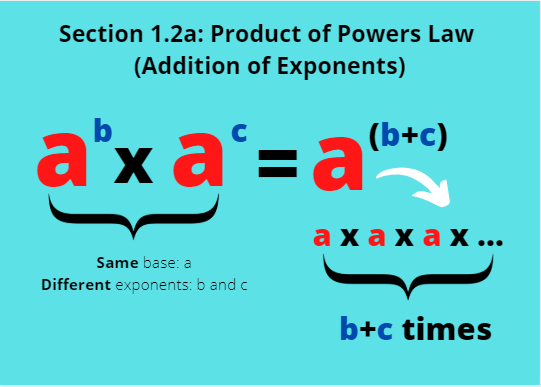 Section 1.2a: Product of Powers Law
(Addition of Exponents)
a^b x a^c = a^(b+c)
a x a x a x ...
Same base: a
Different exponents: b and c
b+c times